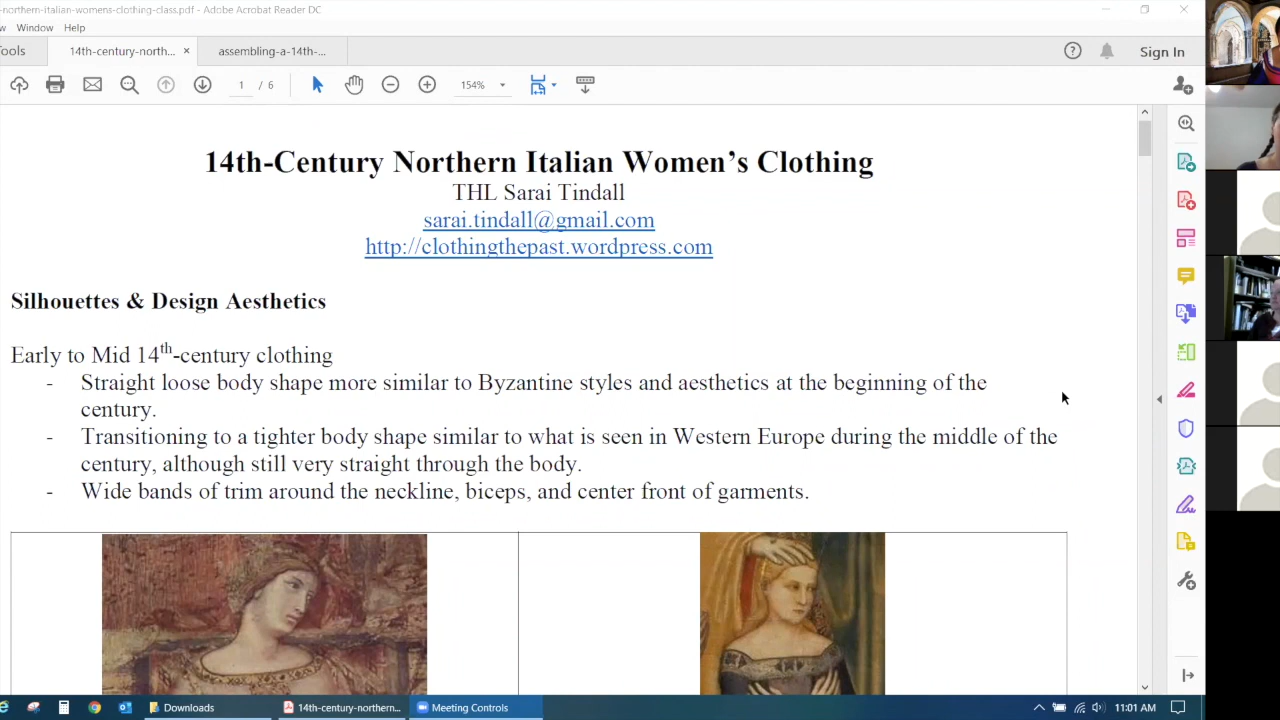 -northern-italian-womens-clothing-class.pdf - Adobe Acrobat Reader DC
Window Help
Tools
14th-century-north... ×
assembling-a-14th-...
Sign In
1 / 6
154%
14th-Century Northern Italian Women’s Clothing
THL Sarai Tindall
sarai.tindall@gmail.com
http://clothingthepast.wordpress.com
Silhouettes & Design Aesthetics
Early to Mid 14th-century clothing
- Straight loose body shape more similar to Byzantine styles and aesthetics at the beginning of the
century.
- Transitioning to a tighter body shape similar to what is seen in Western Europe during the middle of the
century, although still very straight through the body.
- Wide bands of trim around the neckline, biceps, and center front of garments.
Downloads
14th-century-northern...
Meeting Controls
11:01 AM